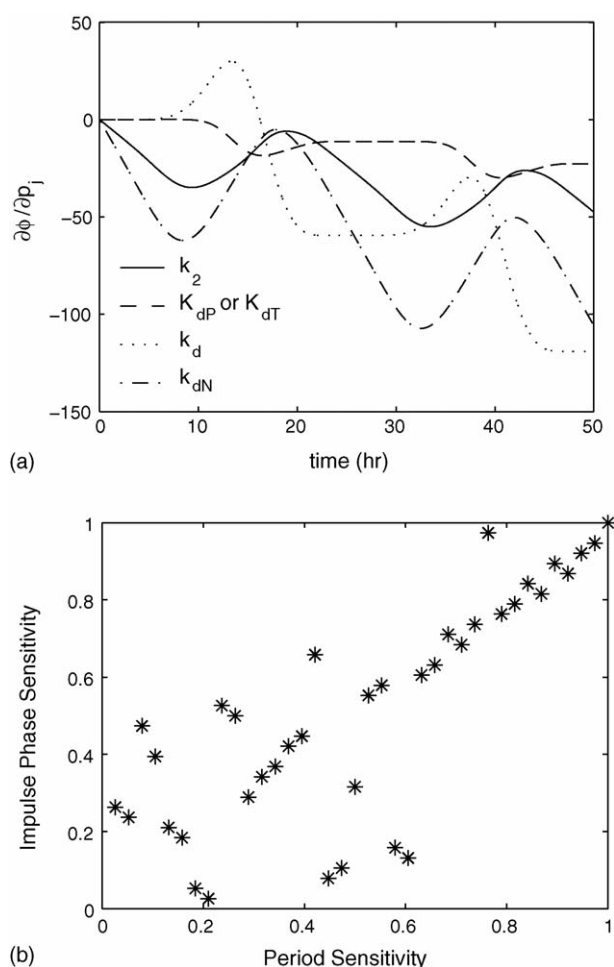 50
0
−50
−100
−150
∂ϕ/∂pj
k2
KdP or KdT
kd
kdN
0 10 20 30 40 50
(a) time (hr)
1
0.8
0.6
0.4
0.2
0
Impulse Phase Sensitivity
0 0.2 0.4 0.6 0.8 1
(b) Period Sensitivity